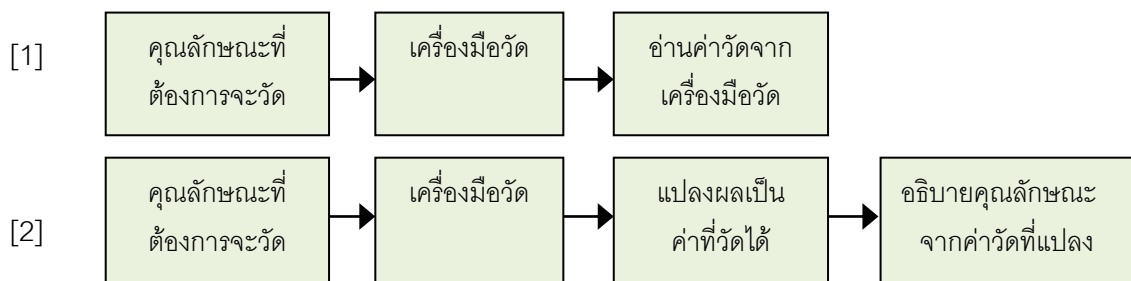 [1]
คุณลักษณะที่
ต้องการจะวัด
เครื่องมือวัด
อ่านค่าวัดจาก
เครื่องมือวัด
[2]
คุณลักษณะที่
ต้องการจะวัด
เครื่องมือวัด
แปลงผลเป็น
ค่าที่วัดได้
อธิบายคุณลักษณะ
จากค่าวัดที่แปลง